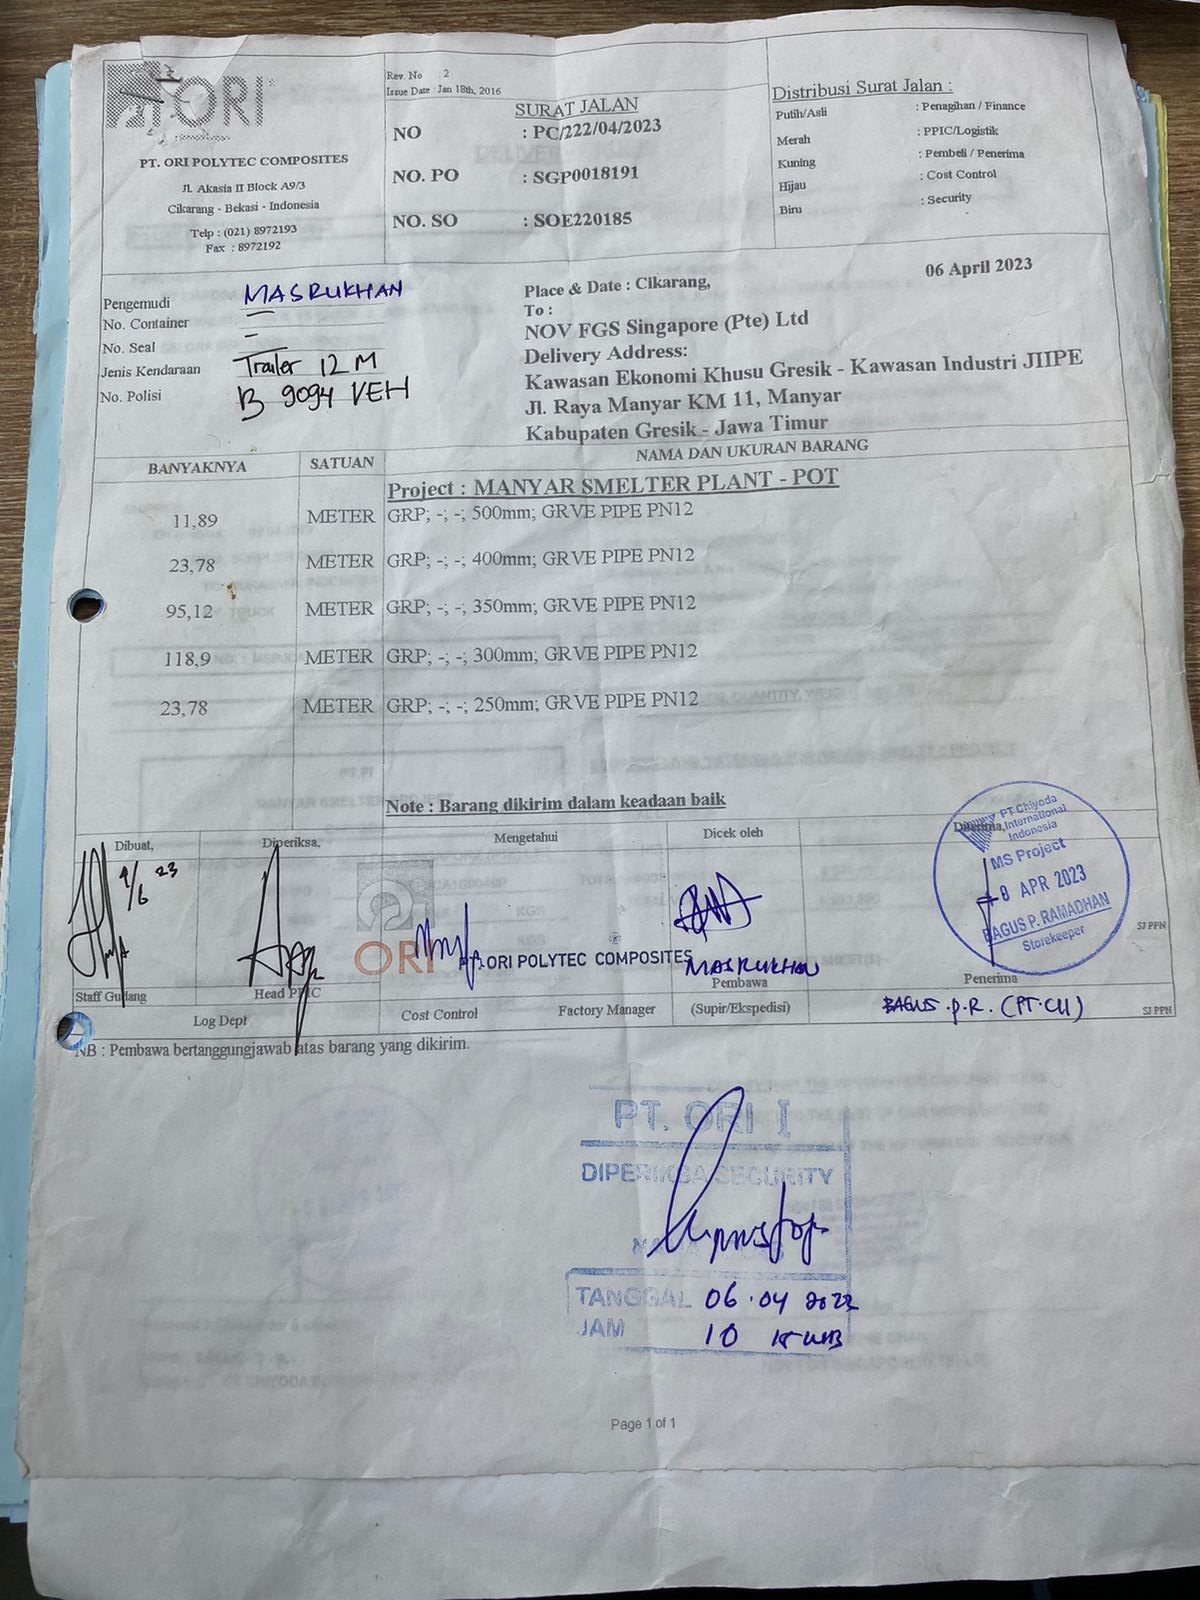 ORI
PT. ORI POLYTEC COMPOSITES
Jl. Akasia II Block A9/3
Cikarang - Bekasi - Indonesia
Telp : (021) 8972193
Fax : 8972192
Rev. No : 2
Issue Date : Jan 18th, 2016
SURAT JALAN
NO : PC/222/04/2023
NO. PO : SGP0018191
NO. SO : SOE220185
Distribusi Surat Jalan :
Putih/Asli : Penagihan / Finance
Merah : PPIC/Logistik
Kuning : Pembeli / Penerima
Hijau : Cost Control
Biru : Security
Pengemudi MASRUKHAN
No. Container -
No. Seal -
Jenis Kendaraan Trailer 12 M
No. Polisi B 9094 VEH
Place & Date : Cikarang, 06 April 2023
To :
NOV FGS Singapore (Pte) Ltd
Delivery Address:
Kawasan Ekonomi Khusu Gresik - Kawasan Industri JIIPE
Jl. Raya Manyar KM 11, Manyar
Kabupaten Gresik - Jawa Timur
BANYAKNYA SATUAN NAMA DAN UKURAN BARANG
Project : MANYAR SMELTER PLANT - POT
11,89 METER GRP; -; -; 500mm; GRVE PIPE PN12
23,78 METER GRP; -; -; 400mm; GRVE PIPE PN12
95,12 METER GRP; -; -; 350mm; GRVE PIPE PN12
118,9 METER GRP; -; -; 300mm; GRVE PIPE PN12
23,78 METER GRP; -; -; 250mm; GRVE PIPE PN12
Note : Barang dikirim dalam keadaan baik
Dibuat, Diperiksa, Mengetahui Dicek oleh Diterima,
PT Chiyoda
International
Indonesia
MS Project
8 APR 2023
BAGUS P. RAMADHAN
Storekeeper
ORI
PT. ORI POLYTEC COMPOSITES
MASRUKHAN
SJ PPN
Staff Gudang Head PPIC Pembawa Penerima
Log Dept Cost Control Factory Manager (Supir/Ekspedisi) BAGUS .P.R. (PT.CII) SJ PPN
NB : Pembawa bertanggungjawab atas barang yang dikirim.
PT. ORI I
DIPERIKSA SECURITY
TANGGAL 06 . 04 2023
JAM 10
Page 1 of 1